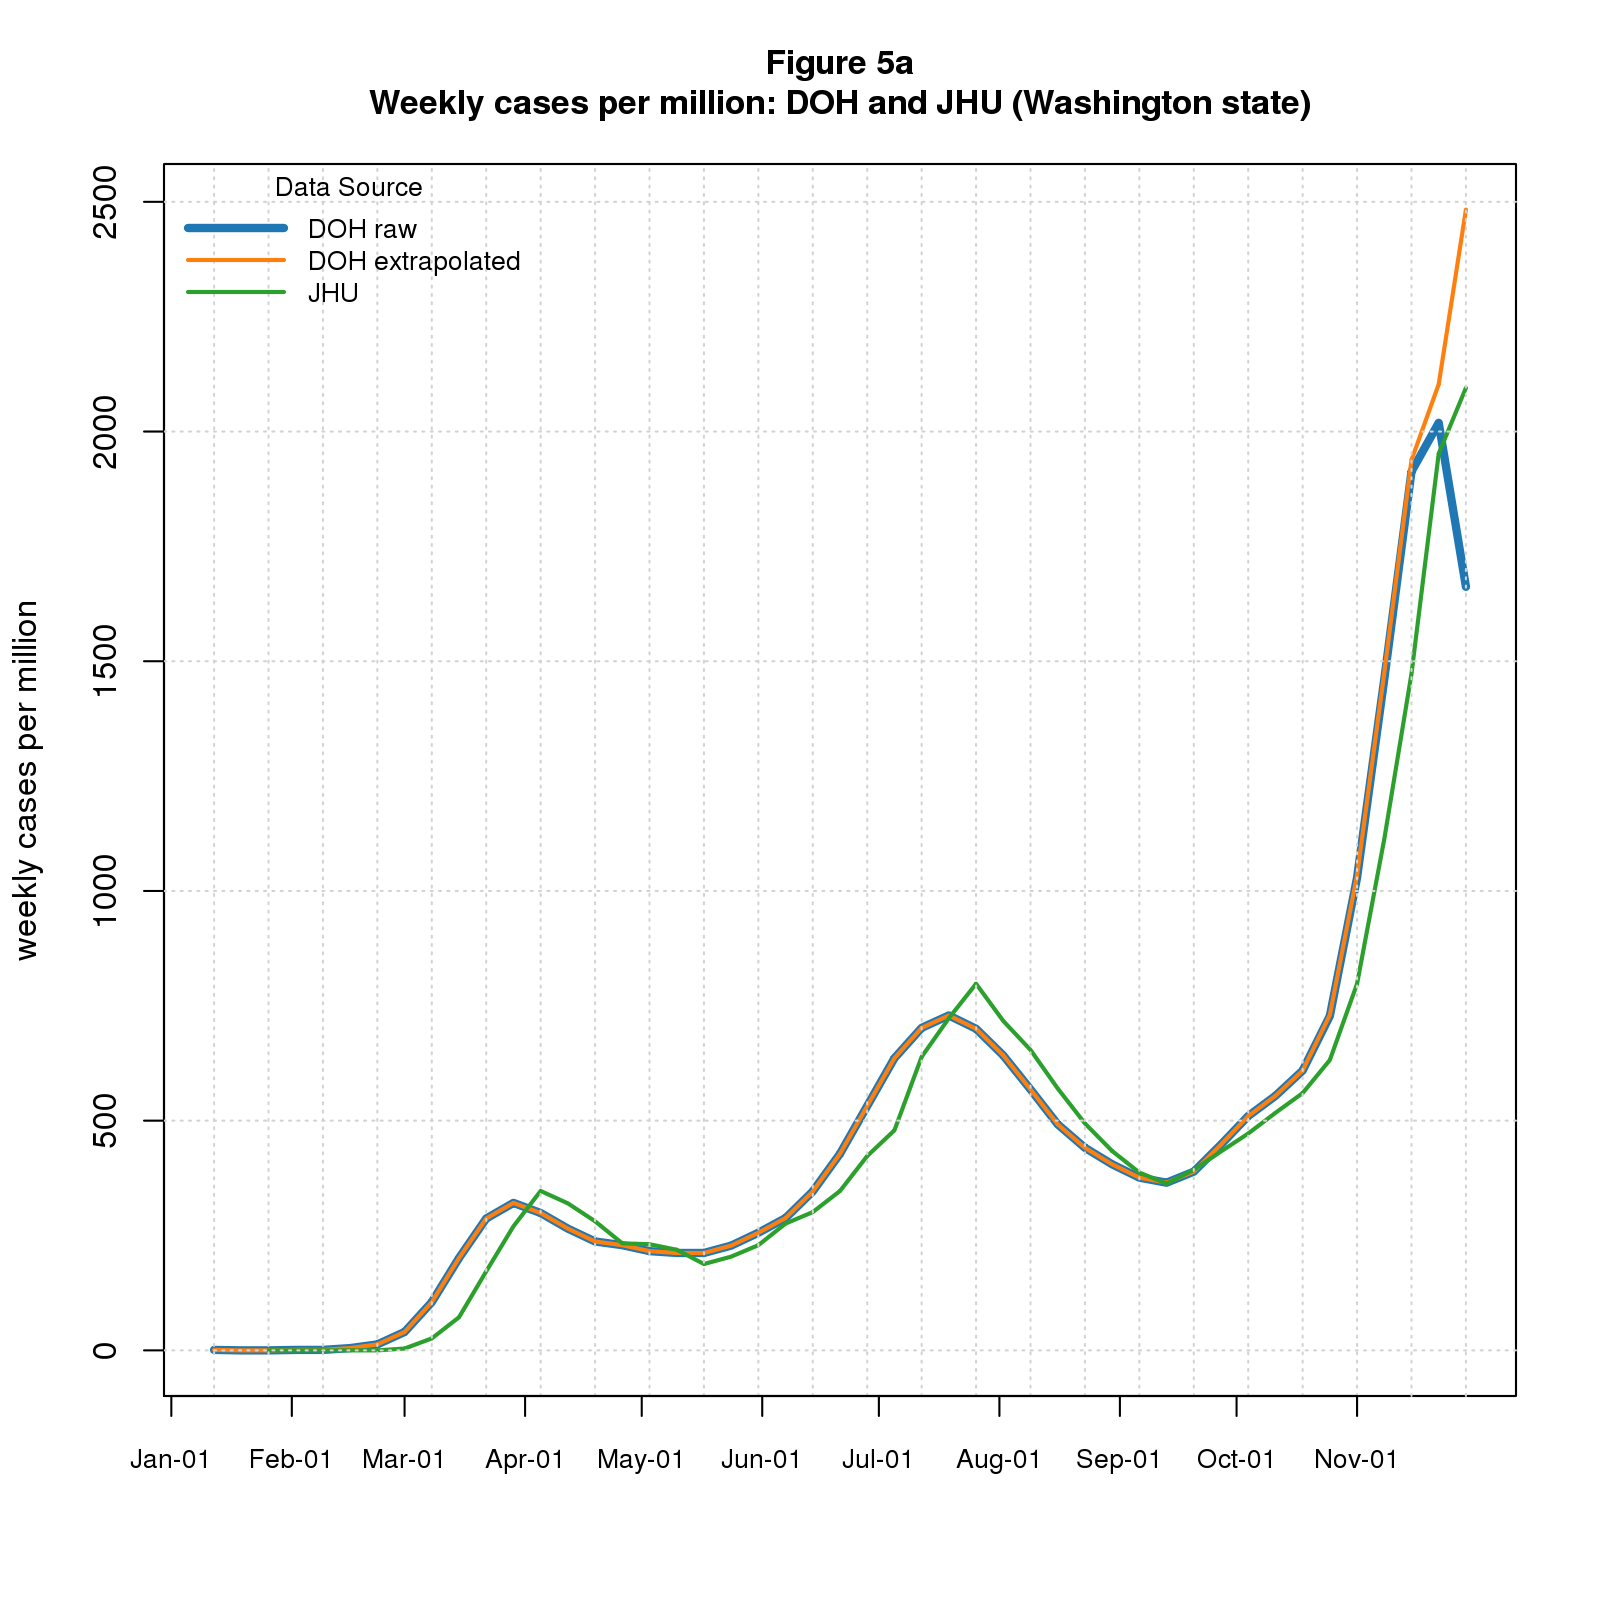 Figure 5a
Weekly cases per million: DOH and JHU (Washington state)
Data Source
DOH raw
DOH extrapolated
JHU
weekly cases per million
2500
2000
1500
1000
500
0
Jan-01 Feb-01 Mar-01 Apr-01 May-01 Jun-01 Jul-01 Aug-01 Sep-01 Oct-01 Nov-01